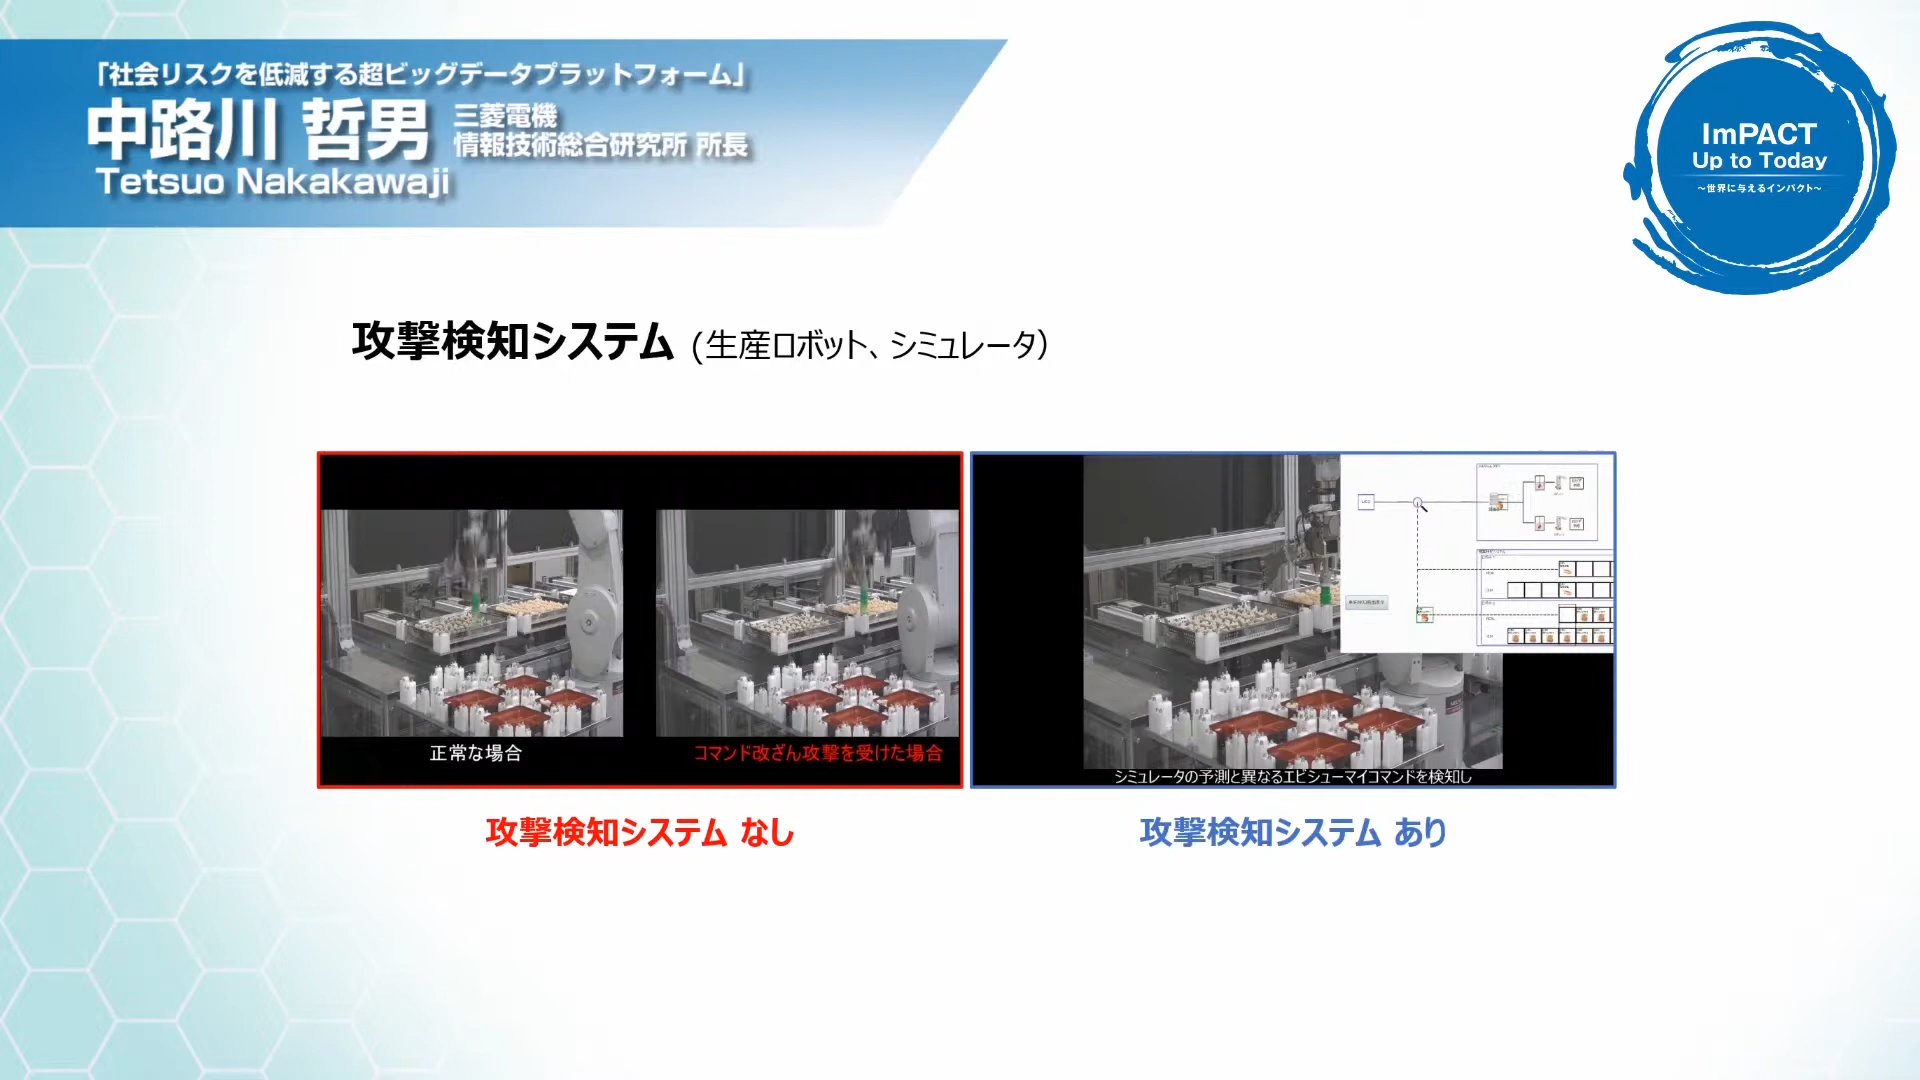 「社会リスクを低減する超ビッグデータプラットフォーム」
中路川 哲男 三菱電機
情報技術総合研究所 所長
Tetsuo Nakakawaji
ImPACT
Up to Today
～世界に与えるインパクト～
攻撃検知システム (生産ロボット、シミュレータ)
正常な場合
コマンド改ざん攻撃を受けた場合
シミュレータの予測と異なるエビシューマイコマンドを検知し
攻撃検知システム なし
攻撃検知システム あり